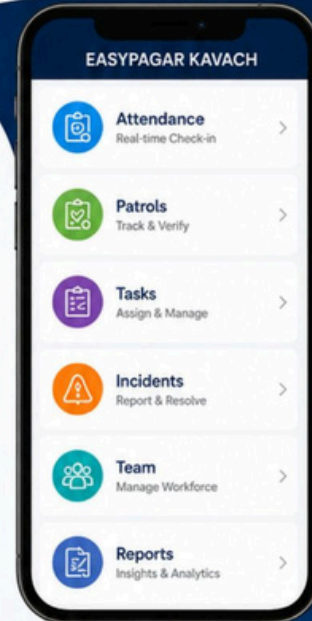 EASYPAGAR KAVACH
Attendance
Real-time Check-in
Patrols
Track & Verify
Tasks
Assign & Manage
Incidents
Report & Resolve
Team
Manage Workforce
Reports
Insights & Analytics